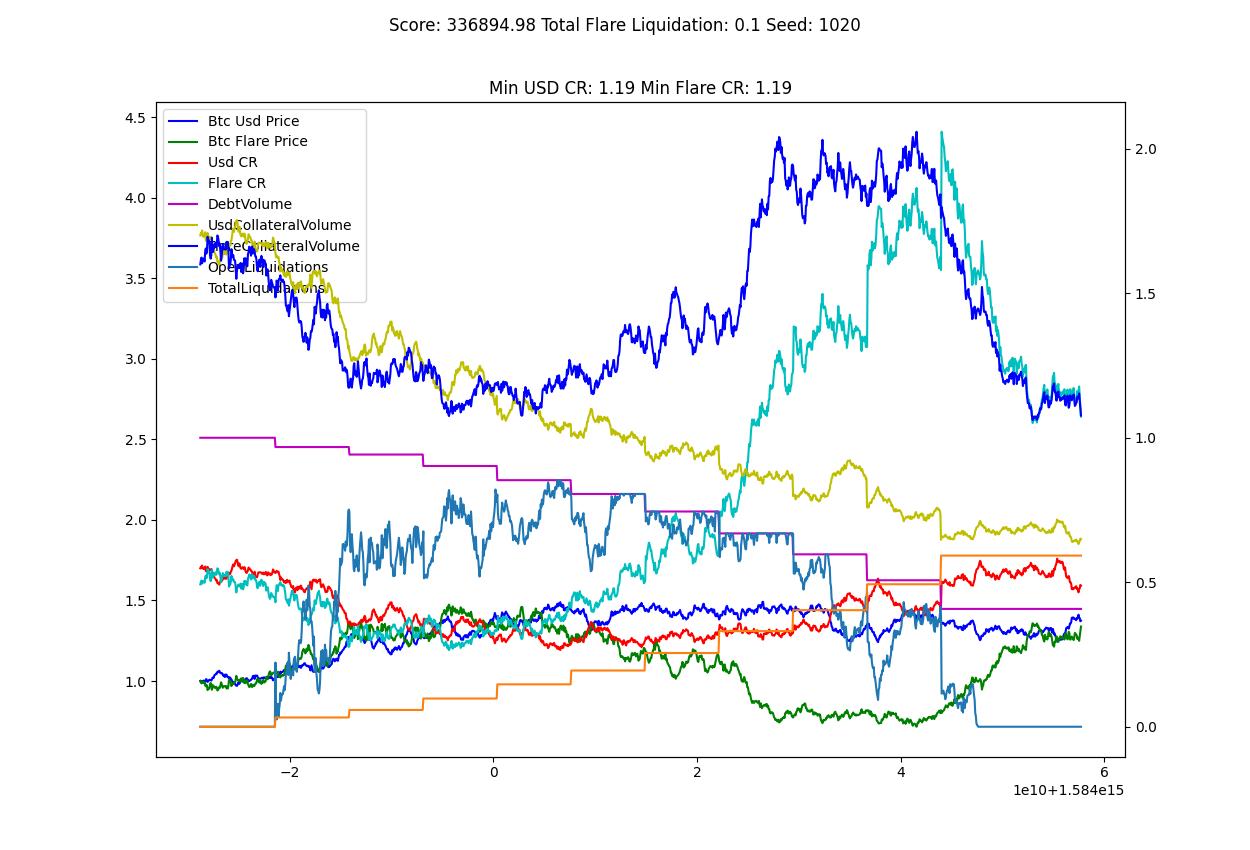 Score: 336894.98 Total Flare Liquidation: 0.1 Seed: 1020
Min USD CR: 1.19 Min Flare CR: 1.19
4.5
4.0
3.5
3.0
2.5
2.0
1.5
1.0
Btc Usd Price
Btc Flare Price
Usd CR
Flare CR
DebtVolume
UsdCollateralVolume
FlareCollateralVolume
OpenLiquidations
TotalLiquidations
2.0
1.5
1.0
0.5
0.0
−2
0
2
4
6
1e10+1.584e15